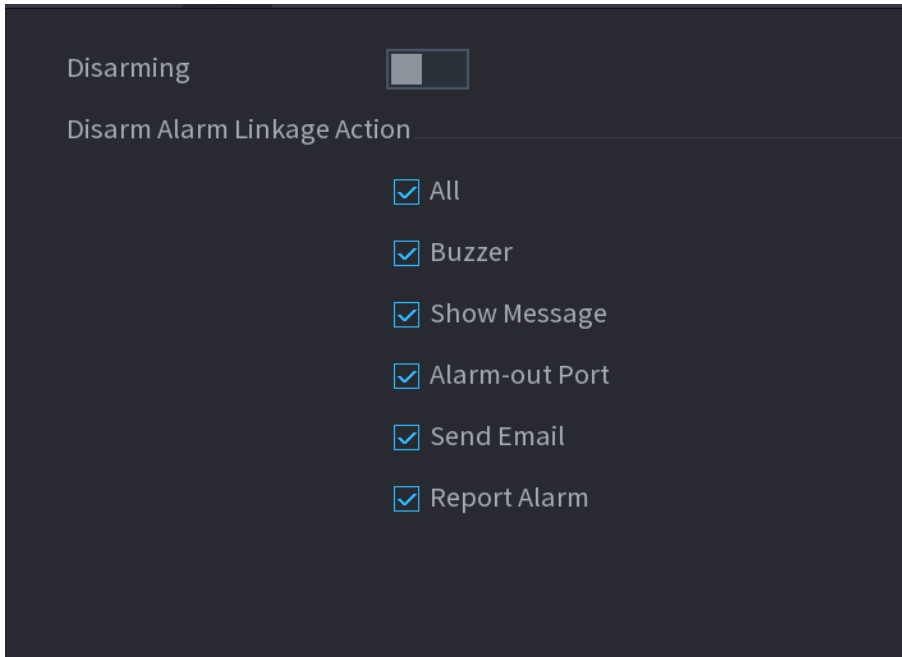 Disarming
Disarm Alarm Linkage Action
All
Buzzer
Show Message
Alarm-out Port
Send Email
Report Alarm